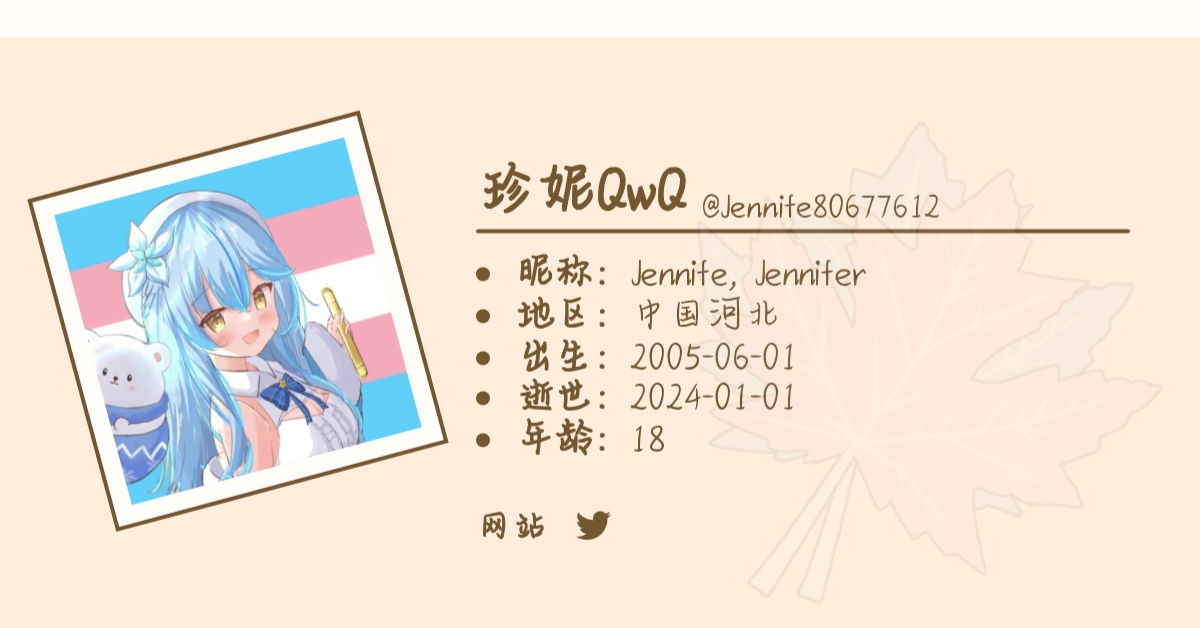 珍妮QwQ @Jennife80677612
昵称： Jennife, Jennifer
地区： 中国河北
出生： 2005-06-01
逝世： 2024-01-01
年龄： 18
网站